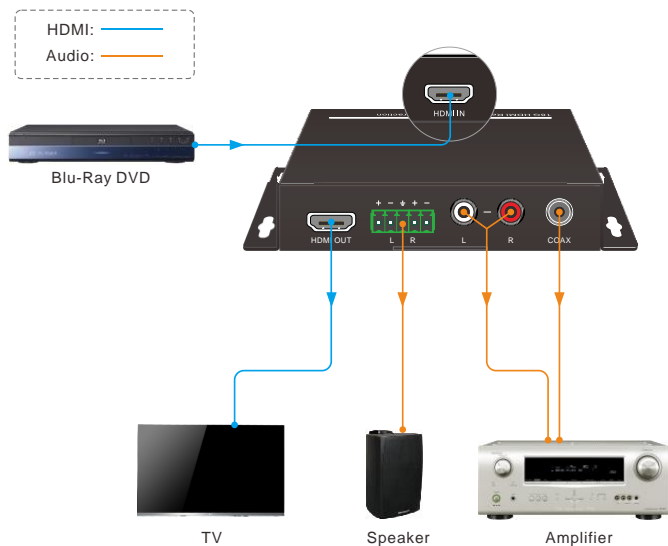 HDMI:
Audio:
HDMI IN
Blu-Ray DVD
+ − ⏚ + −
HDMI OUT
L R
L R
COAX
TV
Speaker
Amplifier